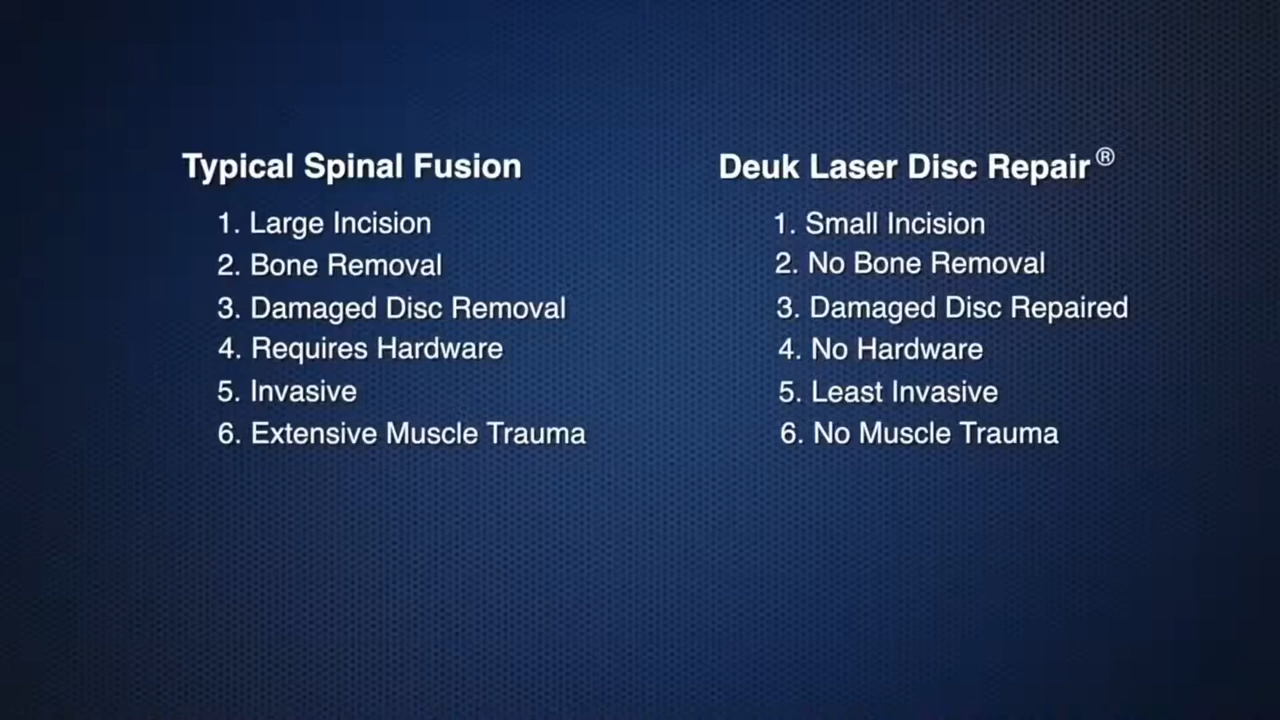 Typical Spinal Fusion
1. Large Incision
2. Bone Removal
3. Damaged Disc Removal
4. Requires Hardware
5. Invasive
6. Extensive Muscle Trauma
Deuk Laser Disc Repair®
1. Small Incision
2. No Bone Removal
3. Damaged Disc Repaired
4. No Hardware
5. Least Invasive
6. No Muscle Trauma